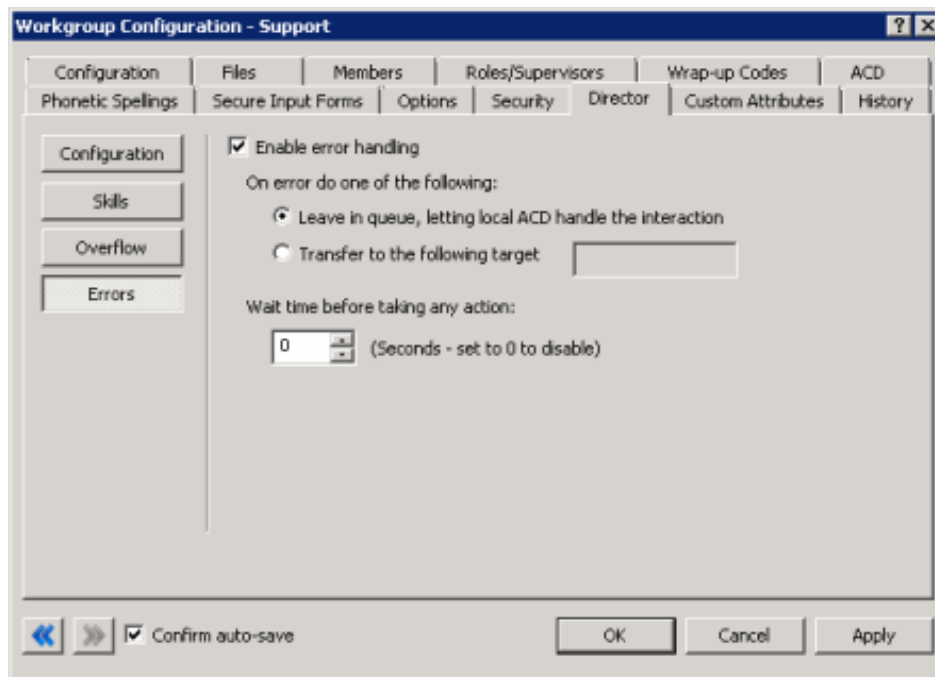 Workgroup Configuration - Support
Configuration Files Members Roles/Supervisors Wrap-up Codes ACD
Phonetic Spellings Secure Input Forms Options Security Director Custom Attributes History
Configuration
Skills
Overflow
Errors
Enable error handling
On error do one of the following:
Leave in queue, letting local ACD handle the interaction
Transfer to the following target
Wait time before taking any action:
0 (Seconds - set to 0 to disable)
Confirm auto-save OK Cancel Apply